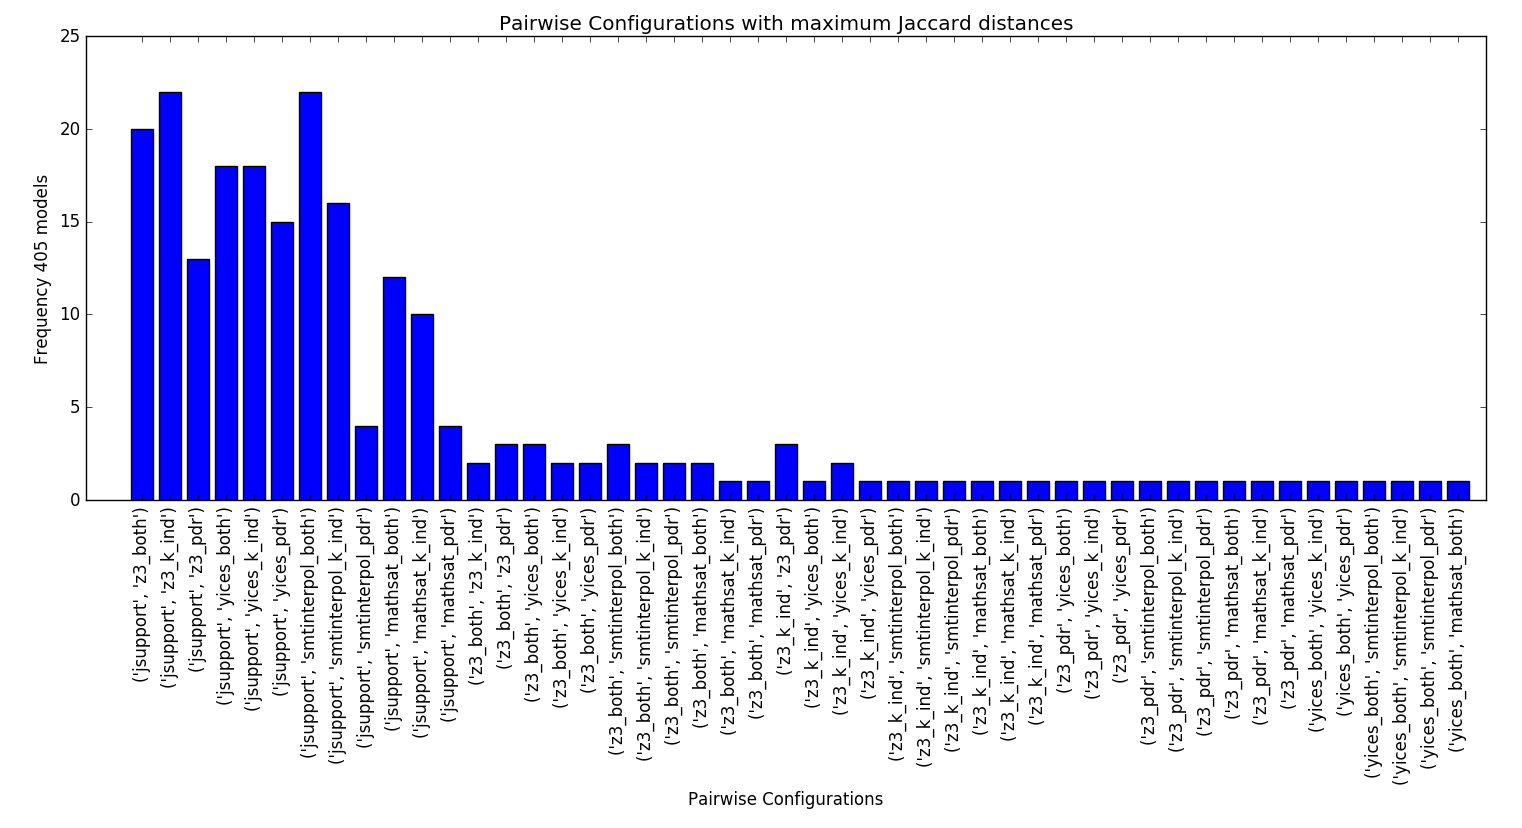 Pairwise Configurations with maximum Jaccard distances
25
20
15
10
5
0
Frequency 405 models
('jsupport', 'z3_both')
('jsupport', 'z3_k_ind')
('jsupport', 'z3_pdr')
('jsupport', 'yices_both')
('jsupport', 'yices_k_ind')
('jsupport', 'yices_pdr')
('jsupport', 'smtinterpol_both')
('jsupport', 'smtinterpol_k_ind')
('jsupport', 'smtinterpol_pdr')
('jsupport', 'mathsat_both')
('jsupport', 'mathsat_k_ind')
('jsupport', 'mathsat_pdr')
('z3_both', 'z3_k_ind')
('z3_both', 'z3_pdr')
('z3_both', 'yices_both')
('z3_both', 'yices_k_ind')
('z3_both', 'yices_pdr')
('z3_both', 'smtinterpol_both')
('z3_both', 'smtinterpol_k_ind')
('z3_both', 'smtinterpol_pdr')
('z3_both', 'mathsat_both')
('z3_both', 'mathsat_k_ind')
('z3_both', 'mathsat_pdr')
('z3_k_ind', 'z3_pdr')
('z3_k_ind', 'yices_both')
('z3_k_ind', 'yices_k_ind')
('z3_k_ind', 'yices_pdr')
('z3_k_ind', 'smtinterpol_both')
('z3_k_ind', 'smtinterpol_k_ind')
('z3_k_ind', 'smtinterpol_pdr')
('z3_k_ind', 'mathsat_both')
('z3_k_ind', 'mathsat_k_ind')
('z3_k_ind', 'mathsat_pdr')
('z3_pdr', 'yices_both')
('z3_pdr', 'yices_k_ind')
('z3_pdr', 'yices_pdr')
('z3_pdr', 'smtinterpol_both')
('z3_pdr', 'smtinterpol_k_ind')
('z3_pdr', 'smtinterpol_pdr')
('z3_pdr', 'mathsat_both')
('z3_pdr', 'mathsat_k_ind')
('z3_pdr', 'mathsat_pdr')
('yices_both', 'yices_k_ind')
('yices_both', 'yices_pdr')
('yices_both', 'smtinterpol_both')
('yices_both', 'smtinterpol_k_ind')
('yices_both', 'smtinterpol_pdr')
('yices_both', 'mathsat_both')
Pairwise Configurations